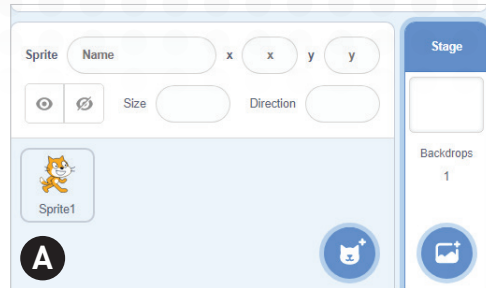 Sprite Name x x y y
Size Direction
Sprite1
A
Stage
Backdrops
1